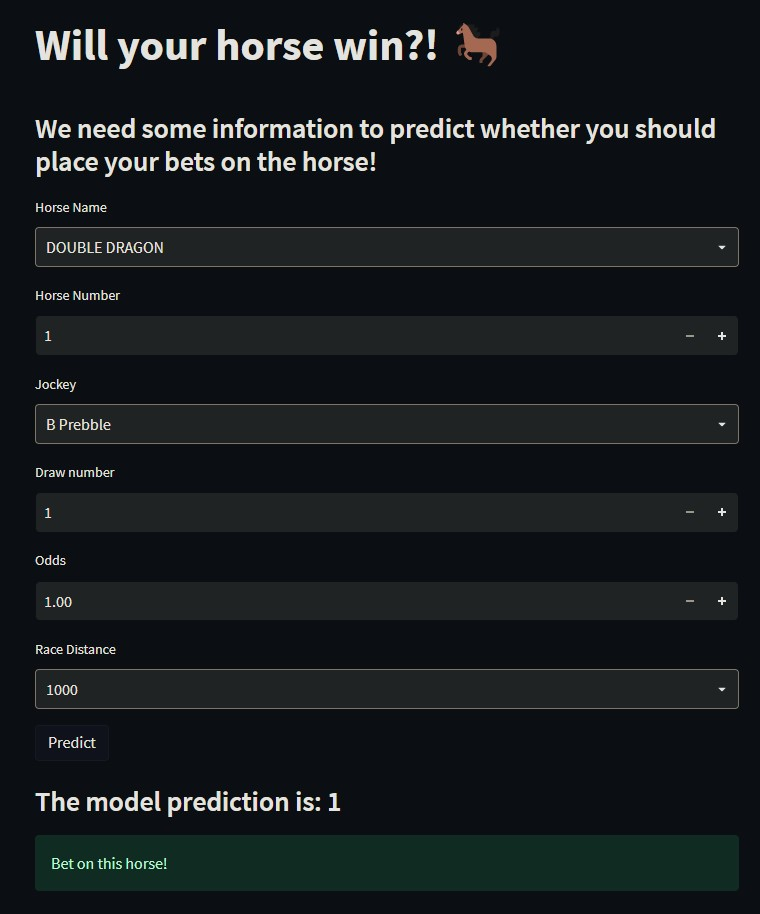 Will your horse win?!
We need some information to predict whether you should
place your bets on the horse!
Horse Name
DOUBLE DRAGON
Horse Number
1
Jockey
B Prebble
Draw number
1
Odds
1.00
Race Distance
1000
Predict
The model prediction is: 1
Bet on this horse!